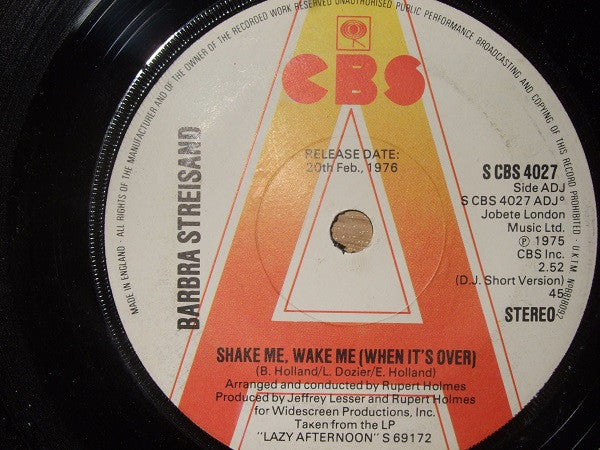 MADE IN ENGLAND · ALL RIGHTS OF THE MANUFACTURER AND OF THE OWNER OF THE RECORDED WORK RESERVED UNAUTHORISED PUBLIC PERFORMANCE BROADCASTING AND COPYING OF THIS RECORD PROHIBITED · U.K.T.M.
CBS
BARBRA STREISAND
RELEASE DATE:
20th Feb., 1976
S CBS 4027
Side ADJ
S CBS 4027 ADJ°
Jobete London
Music Ltd.
℗ 1975
CBS Inc.
2.52
(D.J. Short Version)
45
STEREO
A
SHAKE ME, WAKE ME (WHEN IT'S OVER)
(B. Holland/L. Dozier/E. Holland)
Arranged and conducted by Rupert Holmes
Produced by Jeffrey Lesser and Rupert Holmes
for Widescreen Productions, Inc.
Taken from the LP
"LAZY AFTERNOON" S 69172